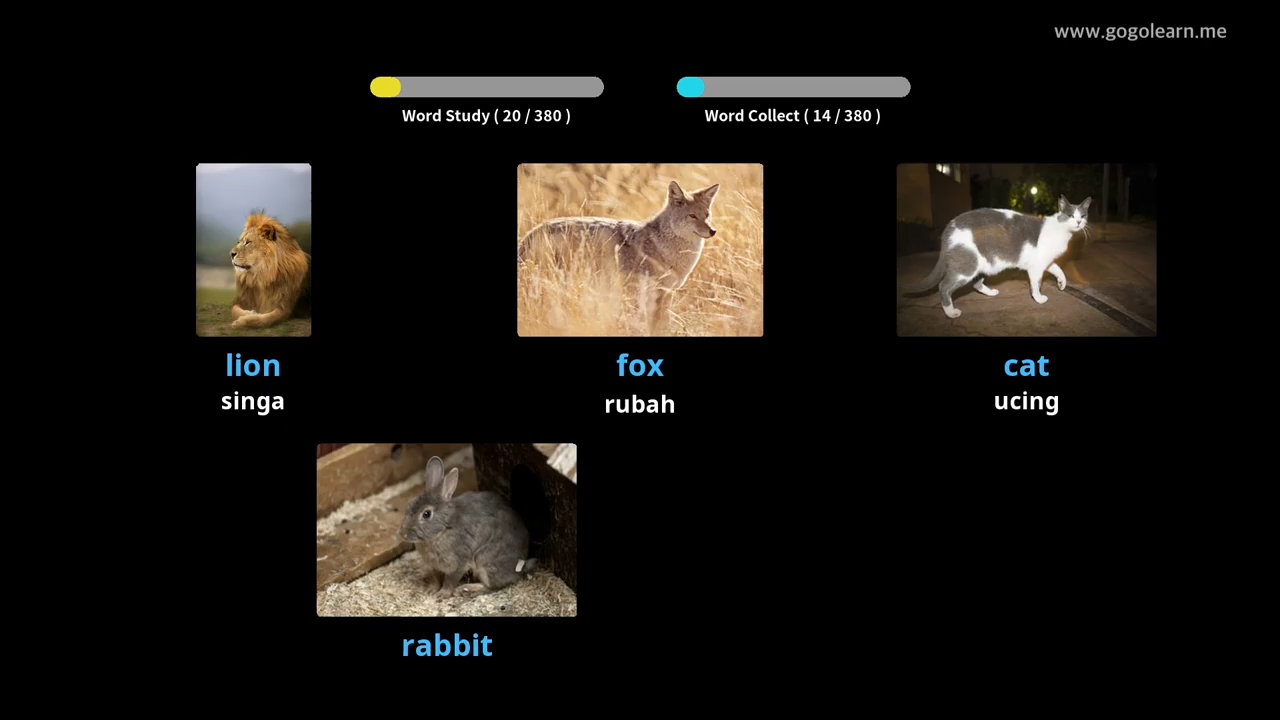 www.gogolearn.me
Word Study ( 20 / 380 )
Word Collect ( 14 / 380 )
lion
singa
fox
rubah
cat
ucing
rabbit